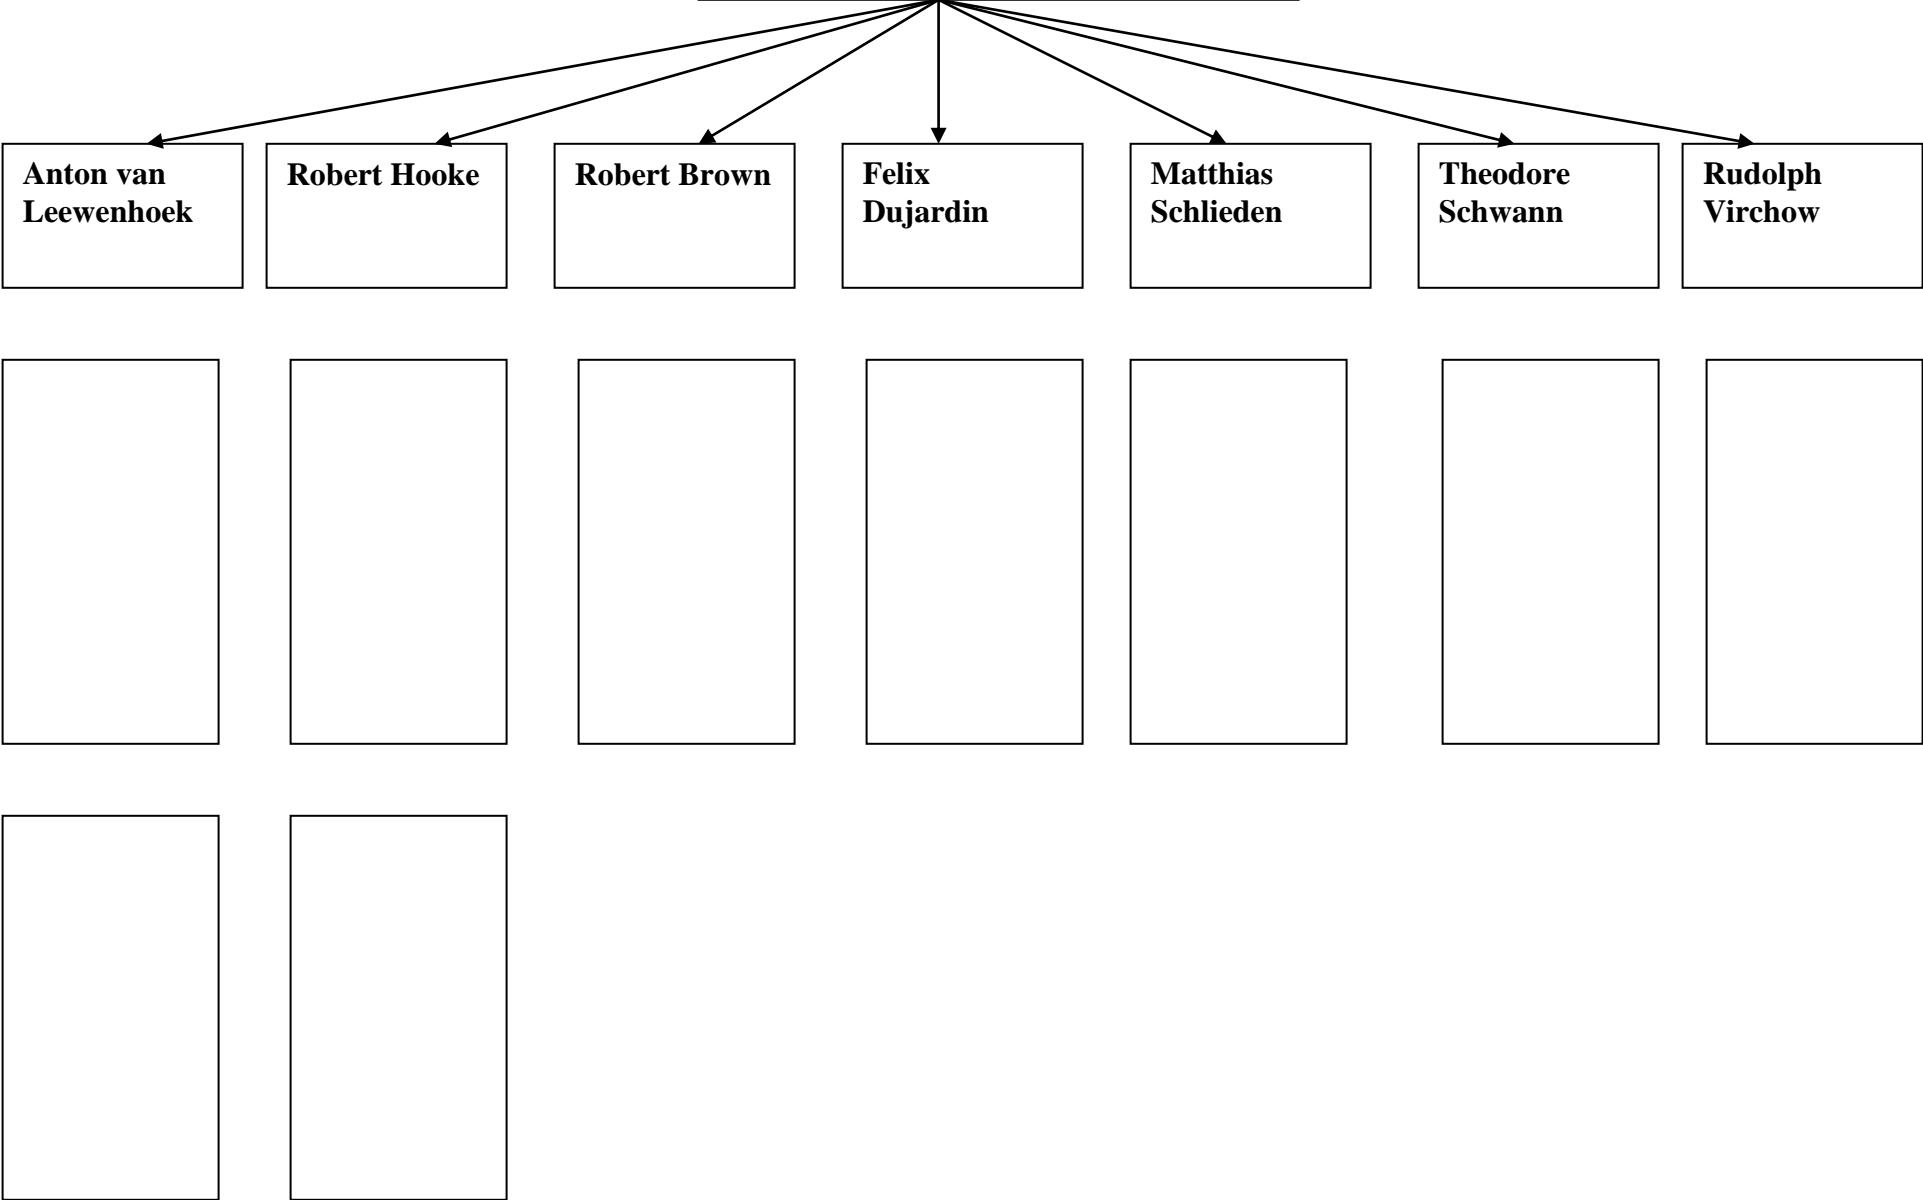 Anton van
Leewenhoek
Robert Hooke
Robert Brown
Felix
Dujardin
Matthias
Schlieden
Theodore
Schwann
Rudolph
Virchow